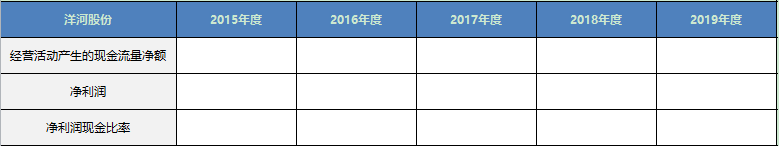 洋河股份 2015年度 2016年度 2017年度 2018年度 2019年度
经营活动产生的现金流量净额
净利润
净利润现金比率